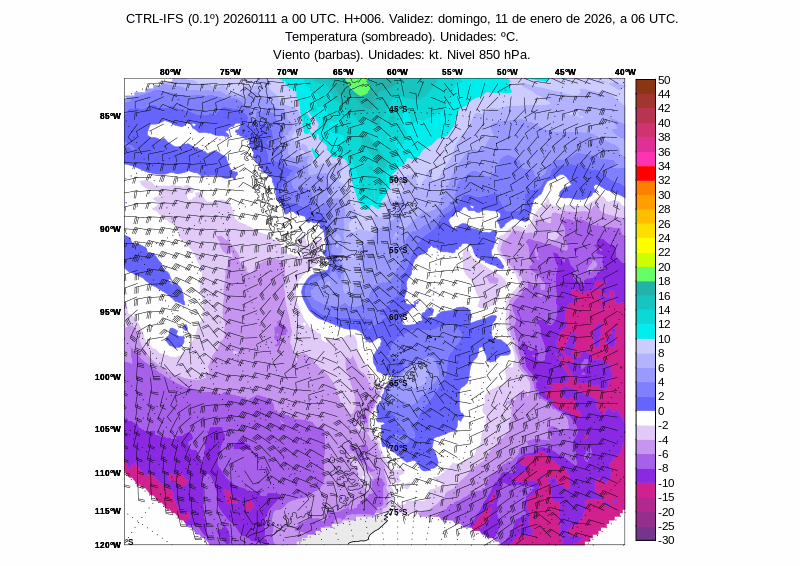 CTRL-IFS (0.1º) 20260111 a 00 UTC. H+006. Validez: domingo, 11 de enero de 2026, a 06 UTC.
Temperatura (sombreado). Unidades: ºC.
Viento (barbas). Unidades: kt. Nivel 850 hPa.
80°W 75°W 70°W 65°W 60°W 55°W 50°W 45°W 40°W
85°W
90°W
95°W
100°W
105°W
110°W
115°W
120°W
45°S
50°S
55°S
60°S
65°S
70°S
75°S
°S
50
44
42
40
38
36
34
32
30
28
26
24
22
20
18
16
14
12
10
8
6
4
2
0
-2
-4
-6
-8
-10
-15
-20
-25
-30